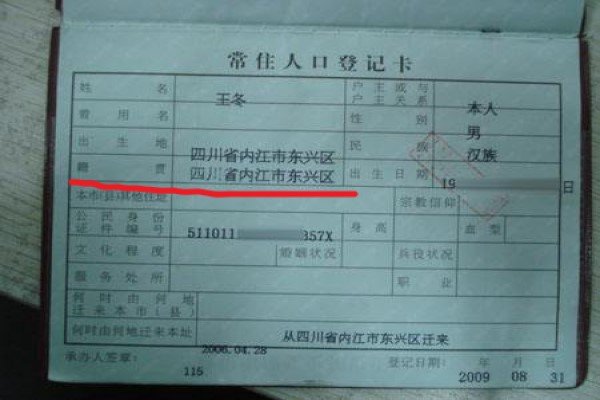 常住人口登记卡
姓名 王冬 户主或与户主关系 本人
曾用名 性别 男
出生地 四川省内江市东兴区 民族 汉族
籍贯 四川省内江市东兴区 出生日期 19 日
本市(县)其他住址 宗教信仰
公民身份证件编号 511011 357X 身高 血型
文化程度 婚姻状况 兵役状况
服务处所 职业
何时由何地迁来本市(县)
何时由何地迁来本址 从四川省内江市东兴区迁来
2006.04.28
承办人签章: 登记日期: 年 月 日
115 2009 08 31